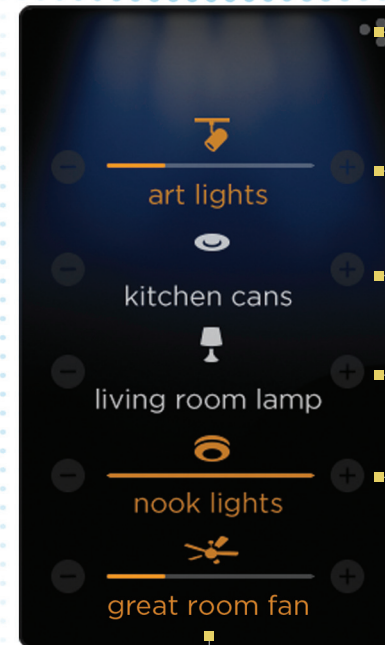 art lights
kitchen cans
living room lamp
nook lights
great room fan